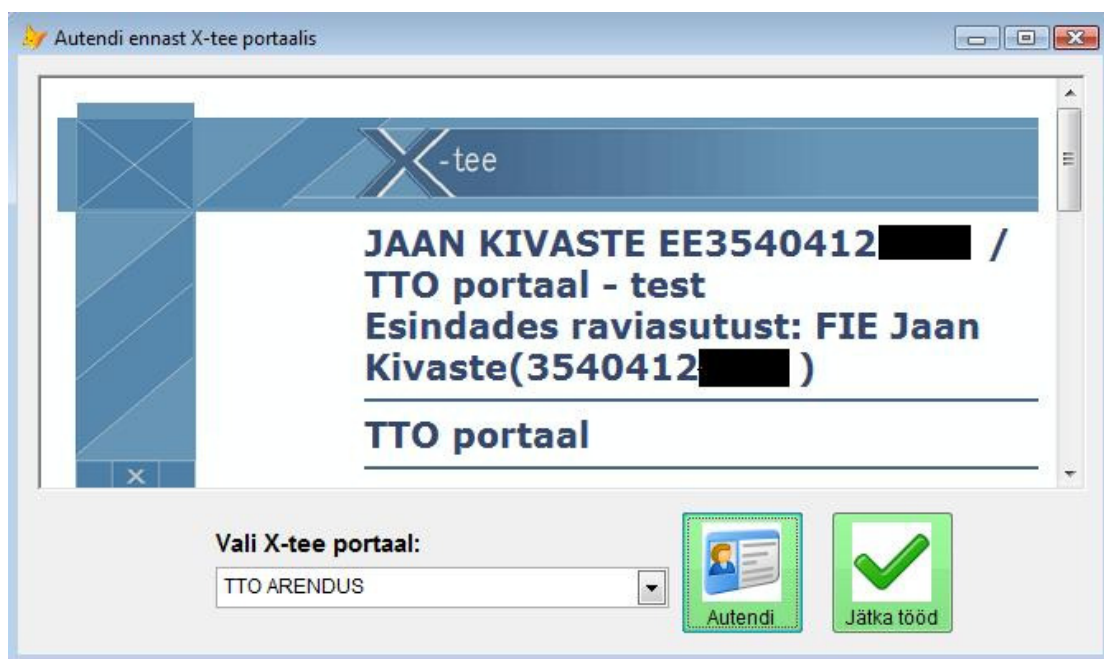 Autendi ennast X-tee portaalis
X-tee
JAAN KIVASTE EE3540412 /
TTO portaal - test
Esindades raviasutust: FIE Jaan
Kivaste(3540412 )
TTO portaal
X
Vali X-tee portaal:
TTO ARENDUS
Autendi
Jätka tööd